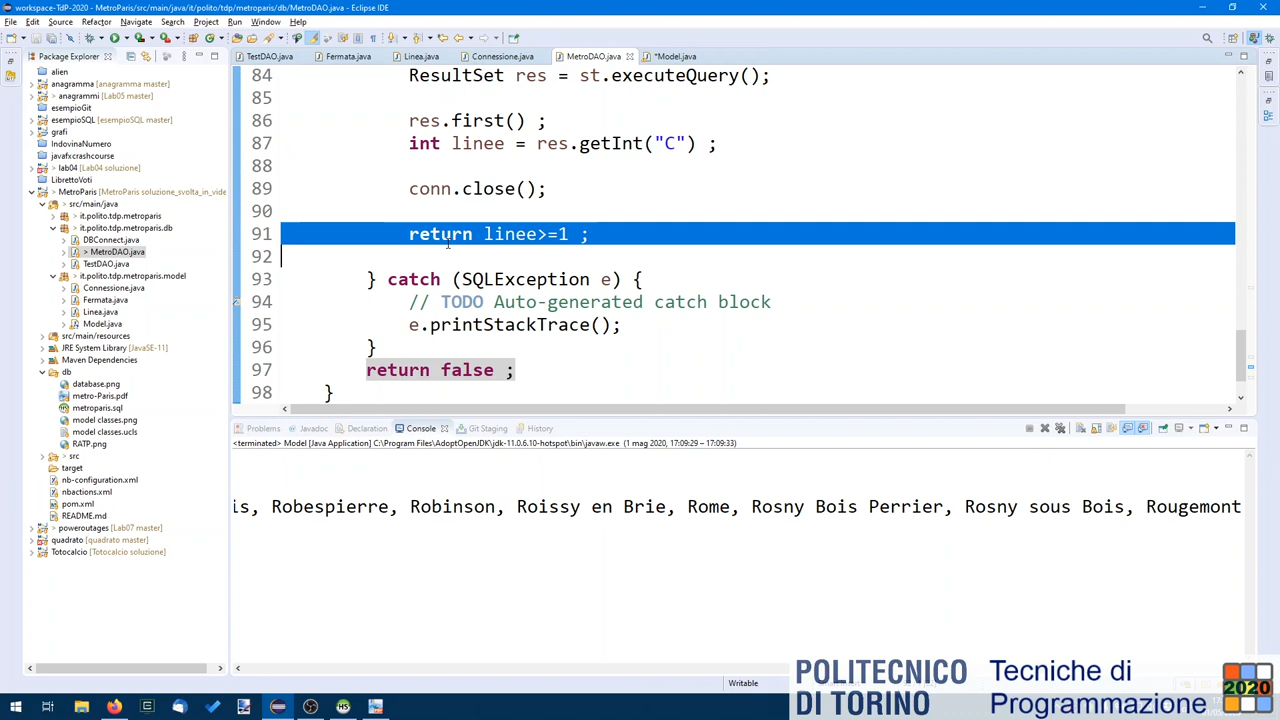 workspace-TdP-2020 - MetroParis/src/main/java/it/polito/tdp/metroparis/db/MetroDAO.java - Eclipse IDE
File Edit Source Refactor Navigate Search Project Run Window Help
Package Explorer
TestDAO.java Fermata.java Linea.java Connessione.java MetroDAO.java *Model.java
alien
anagramma [Lab05 master]
> anagrammi [Lab05 master]
esempioGit
esempioSQL [esempioSQL master]
grafi
IndovinaNumero
javafxcrashcourse
> lab04 [Lab04 soluzione]
LibrettoVoti
> MetroParis [MetroParis soluzione_svolta_in_vide
> src/main/java
> it.polito.tdp.metroparis
> it.polito.tdp.metroparis.db
DBConnect.java
> MetroDAO.java
TestDAO.java
> it.polito.tdp.metroparis.model
Connessione.java
Fermata.java
Linea.java
Model.java
src/main/resources
JRE System Library [JavaSE-11]
Maven Dependencies
db
database.png
metro-Paris.pdf
metroparis.sql
model classes.png
model classes.ucls
RATP.png
src
target
nb-configuration.xml
nbactions.xml
pom.xml
README.md
> poweroutages [Lab07 master]
quadrato [quadrato master]
Totocalcio [Totocalcio soluzione]
84 ResultSet res = st.executeQuery();
85
86 res.first() ;
87 int linee = res.getInt("C") ;
88
89 conn.close();
90
91 return linee>=1 ;
92
93 } catch (SQLException e) {
94 // TODO Auto-generated catch block
95 e.printStackTrace();
96 }
97 return false ;
98 }
Problems Javadoc Declaration Console Git Staging History
<terminated> Model [Java Application] C:\Program Files\AdoptOpenJDK\jdk-11.0.6.10-hotspot\bin\javaw.exe (1 mag 2020, 17:09:29 – 17:09:33)
is, Robespierre, Robinson, Roissy en Brie, Rome, Rosny Bois Perrier, Rosny sous Bois, Rougemont
Writable
POLITECNICO
DI TORINO
Tecniche di
Programmazione
2020